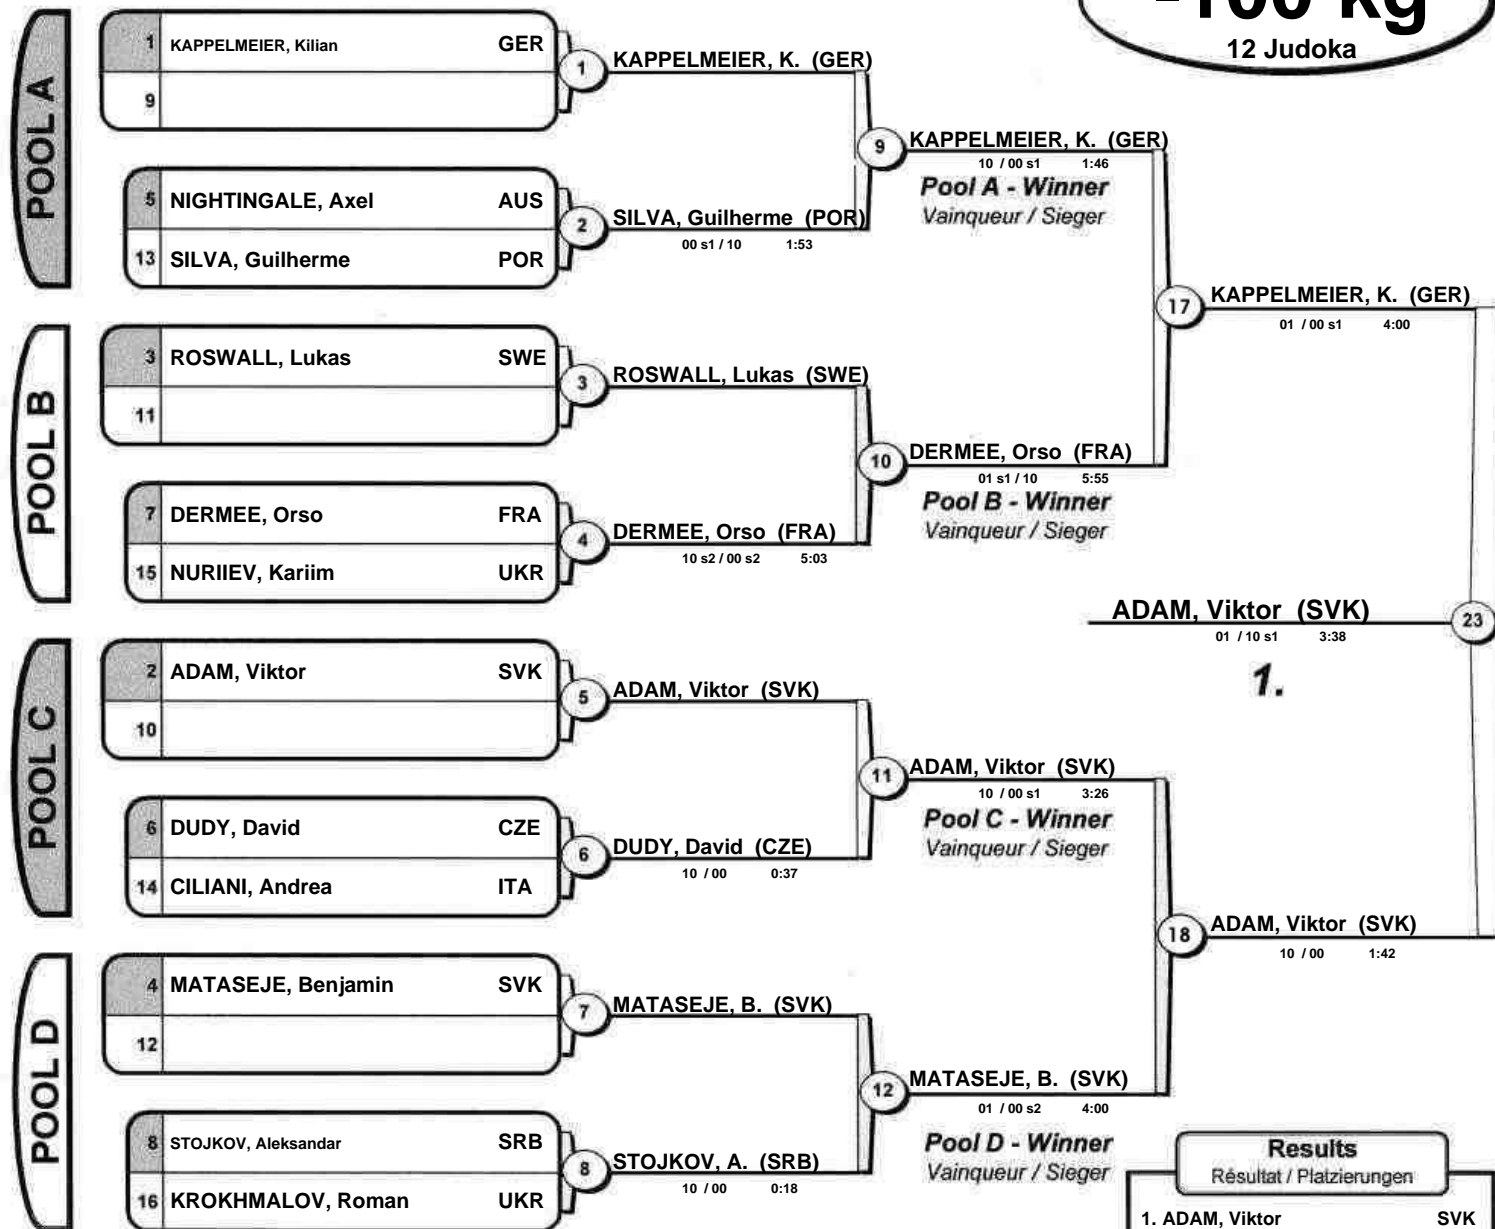 -100 kg
12 Judoka
POOL A
1 KAPPELMEIER, Kilian GER
9
5 NIGHTINGALE, Axel AUS
13 SILVA, Guilherme POR
1 KAPPELMEIER, K. (GER)
2 SILVA, Guilherme (POR)
00 s1 / 10 1:53
9 KAPPELMEIER, K. (GER)
10 / 00 s1 1:46
Pool A - Winner
Vainqueur / Sieger
POOL B
3 ROSWALL, Lukas SWE
11
7 DERMEE, Orso FRA
15 NURIIEV, Kariim UKR
3 ROSWALL, Lukas (SWE)
4 DERMEE, Orso (FRA)
10 s2 / 00 s2 5:03
10 DERMEE, Orso (FRA)
01 s1 / 10 5:55
Pool B - Winner
Vainqueur / Sieger
17 KAPPELMEIER, K. (GER)
01 / 00 s1 4:00
ADAM, Viktor (SVK) 23
01 / 10 s1 3:38
1.
POOL C
2 ADAM, Viktor SVK
10
6 DUDY, David CZE
14 CILIANI, Andrea ITA
5 ADAM, Viktor (SVK)
6 DUDY, David (CZE)
10 / 00 0:37
11 ADAM, Viktor (SVK)
10 / 00 s1 3:26
Pool C - Winner
Vainqueur / Sieger
18 ADAM, Viktor (SVK)
10 / 00 1:42
POOL D
4 MATASEJE, Benjamin SVK
12
8 STOJKOV, Aleksandar SRB
16 KROKHMALOV, Roman UKR
7 MATASEJE, B. (SVK)
8 STOJKOV, A. (SRB)
10 / 00 0:18
12 MATASEJE, B. (SVK)
01 / 00 s2 4:00
Pool D - Winner
Vainqueur / Sieger
Results
Résultat / Platzierungen
1. ADAM, Viktor SVK